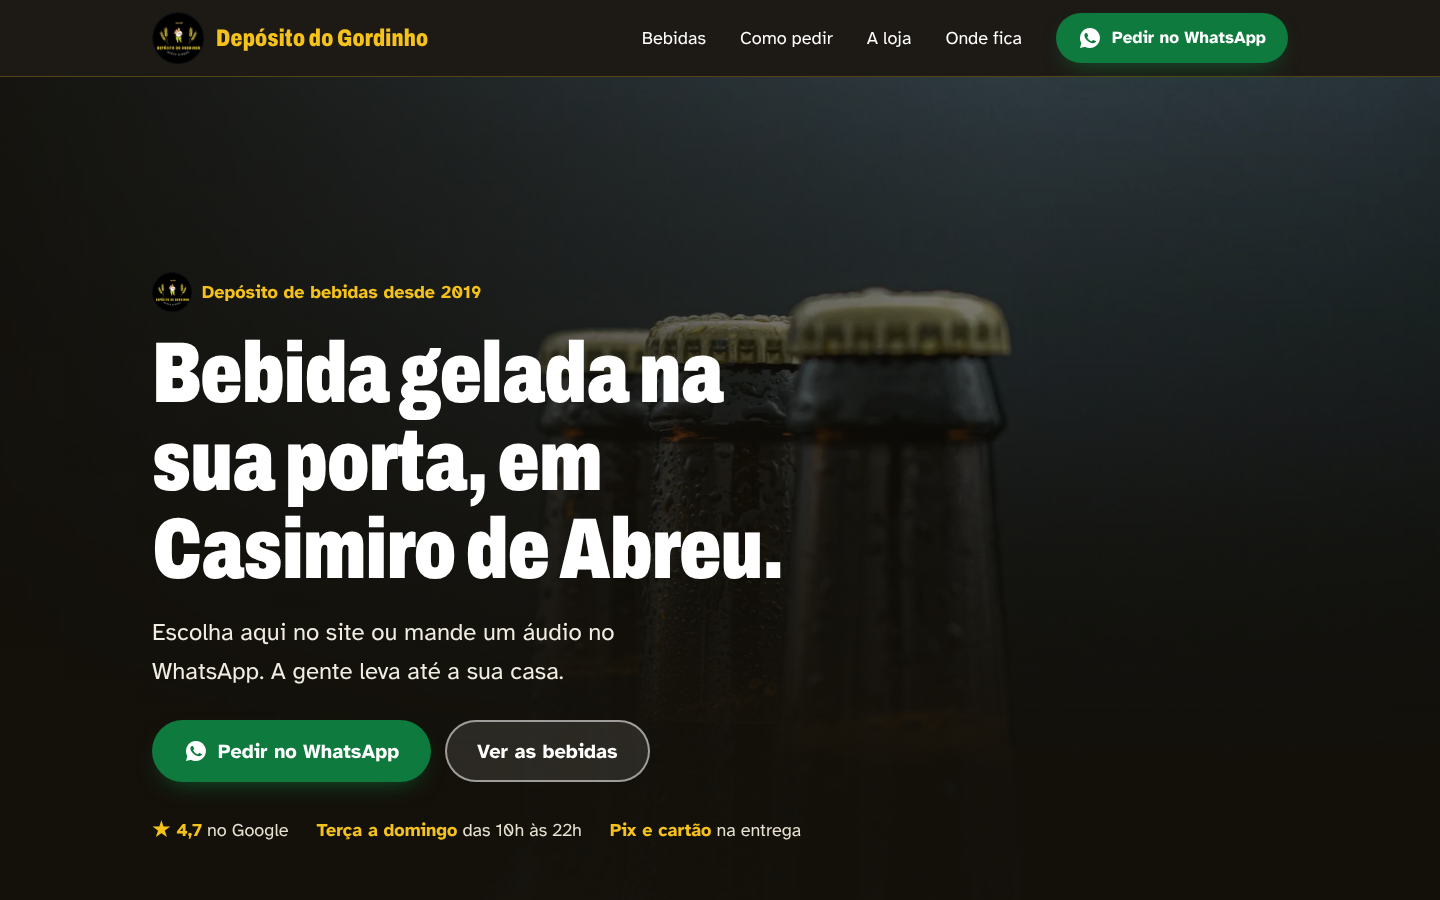 Depósito do Gordinho
Bebidas
Como pedir
A loja
Onde fica
Pedir no WhatsApp
Depósito de bebidas desde 2019
Bebida gelada na
sua porta, em
Casimiro de Abreu.
Escolha aqui no site ou mande um áudio no
WhatsApp. A gente leva até a sua casa.
Pedir no WhatsApp
Ver as bebidas
★ 4,7 no Google
Terça a domingo das 10h às 22h
Pix e cartão na entrega